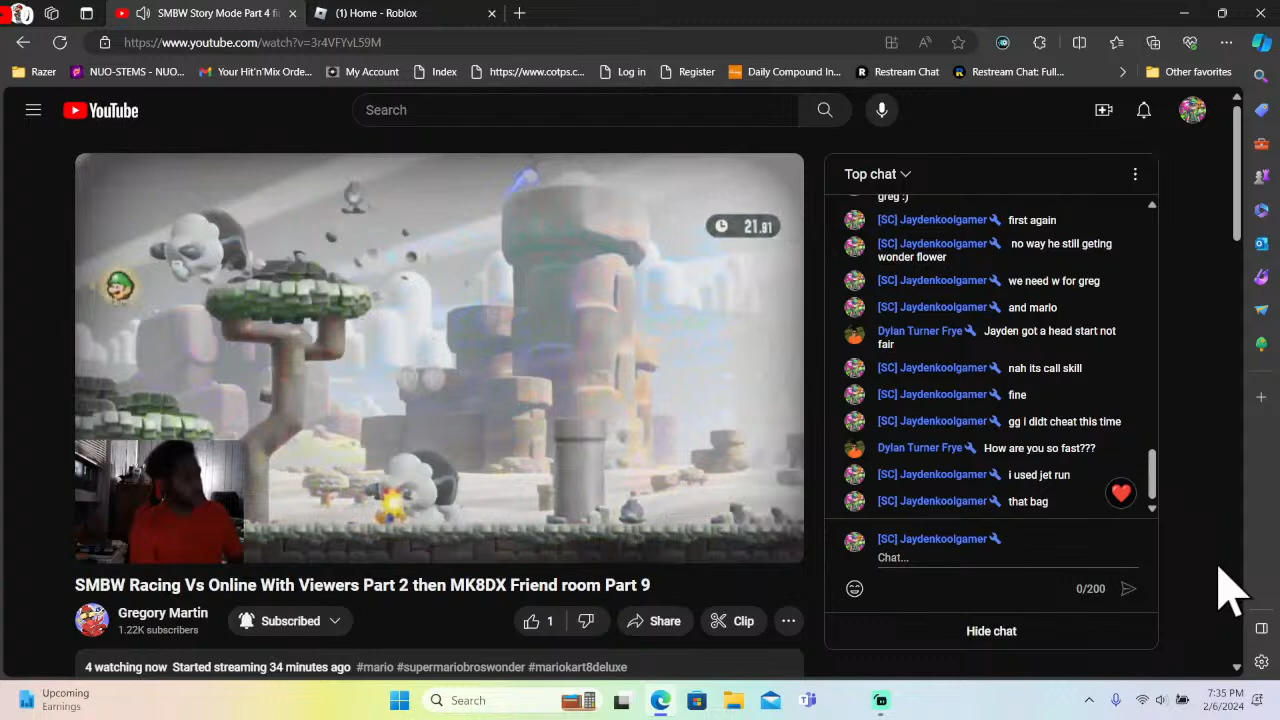 SMBW Story Mode Part 4 fi
(1) Home - Roblox
https://www.youtube.com/watch?v=3r4VFYvL59M
Razer
NUO-STEMS - NUO...
Your Hit'n'Mix Orde...
My Account
Index
https://www.cotps.c...
Log in
Register
Daily Compound In...
Restream Chat
Restream Chat: Full...
Other favorites
YouTube
Search
Top chat
21.91
greg :)
[SC] Jaydenkoolgamer first again
[SC] Jaydenkoolgamer no way he still geting
wonder flower
[SC] Jaydenkoolgamer we need w for greg
[SC] Jaydenkoolgamer and mario
Dylan Turner Frye Jayden got a head start not
fair
[SC] Jaydenkoolgamer nah its call skill
[SC] Jaydenkoolgamer fine
[SC] Jaydenkoolgamer gg I didt cheat this time
Dylan Turner Frye How are you so fast???
[SC] Jaydenkoolgamer i used jet run
[SC] Jaydenkoolgamer that bag
[SC] Jaydenkoolgamer
Chat...
0/200
Hide chat
SMBW Racing Vs Online With Viewers Part 2 then MK8DX Friend room Part 9
Gregory Martin
1.22K subscribers
Subscribed
1
Share
Clip
4 watching now Started streaming 34 minutes ago #mario #supermariobroswonder #mariokart8deluxe
Upcoming
Earnings
Search
7:35 PM
2/6/2024